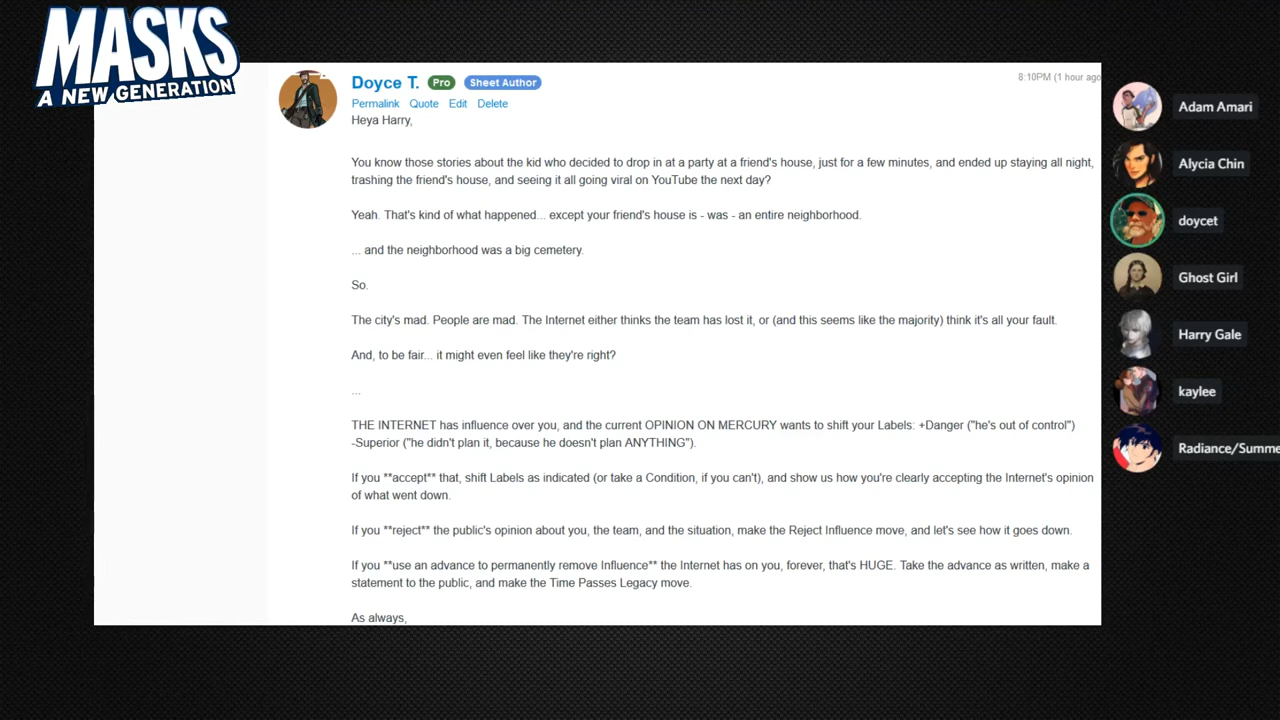 MASKS
A NEW GENERATION
Doyce T. Pro Sheet Author
8:10PM (1 hour ago
Permalink Quote Edit Delete
Heya Harry,
You know those stories about the kid who decided to drop in at a party at a friend's house, just for a few minutes, and ended up staying all night,
trashing the friend's house, and seeing it all going viral on YouTube the next day?
Yeah. That's kind of what happened... except your friend's house is - was - an entire neighborhood.
... and the neighborhood was a big cemetery.
So.
The city's mad. People are mad. The Internet either thinks the team has lost it, or (and this seems like the majority) think it's all your fault.
And, to be fair... it might even feel like they're right?
...
THE INTERNET has influence over you, and the current OPINION ON MERCURY wants to shift your Labels: +Danger ("he's out of control")
-Superior ("he didn't plan it, because he doesn't plan ANYTHING").
If you **accept** that, shift Labels as indicated (or take a Condition, if you can't), and show us how you're clearly accepting the Internet's opinion
of what went down.
If you **reject** the public's opinion about you, the team, and the situation, make the Reject Influence move, and let's see how it goes down.
If you **use an advance to permanently remove Influence** the Internet has on you, forever, that's HUGE. Take the advance as written, make a
statement to the public, and make the Time Passes Legacy move.
As always,
Adam Amari
Alycia Chin
doycet
Ghost Girl
Harry Gale
kaylee
Radiance/Summe